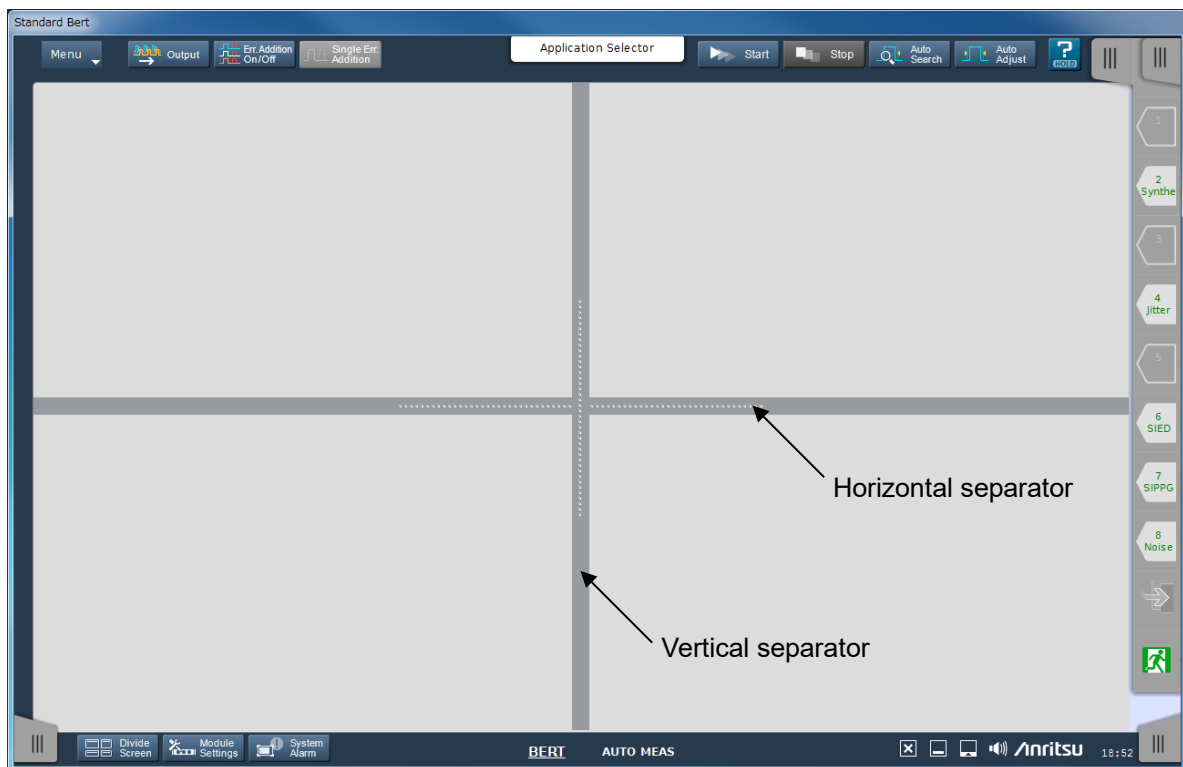 Standard Bert
Menu
Output
Err.Addition
On/Off
Single Err.
Addition
Application Selector
Start
Stop
Auto
Search
Auto
Adjust
?
HOLD
1
2
Synthe
3
4
Jitter
5
6
SIED
7
SIPPG
8
Noise
Horizontal separator
Vertical separator
Divide
Screen
Module
Settings
System
Alarm
BERT
AUTO MEAS
Anritsu
18:52